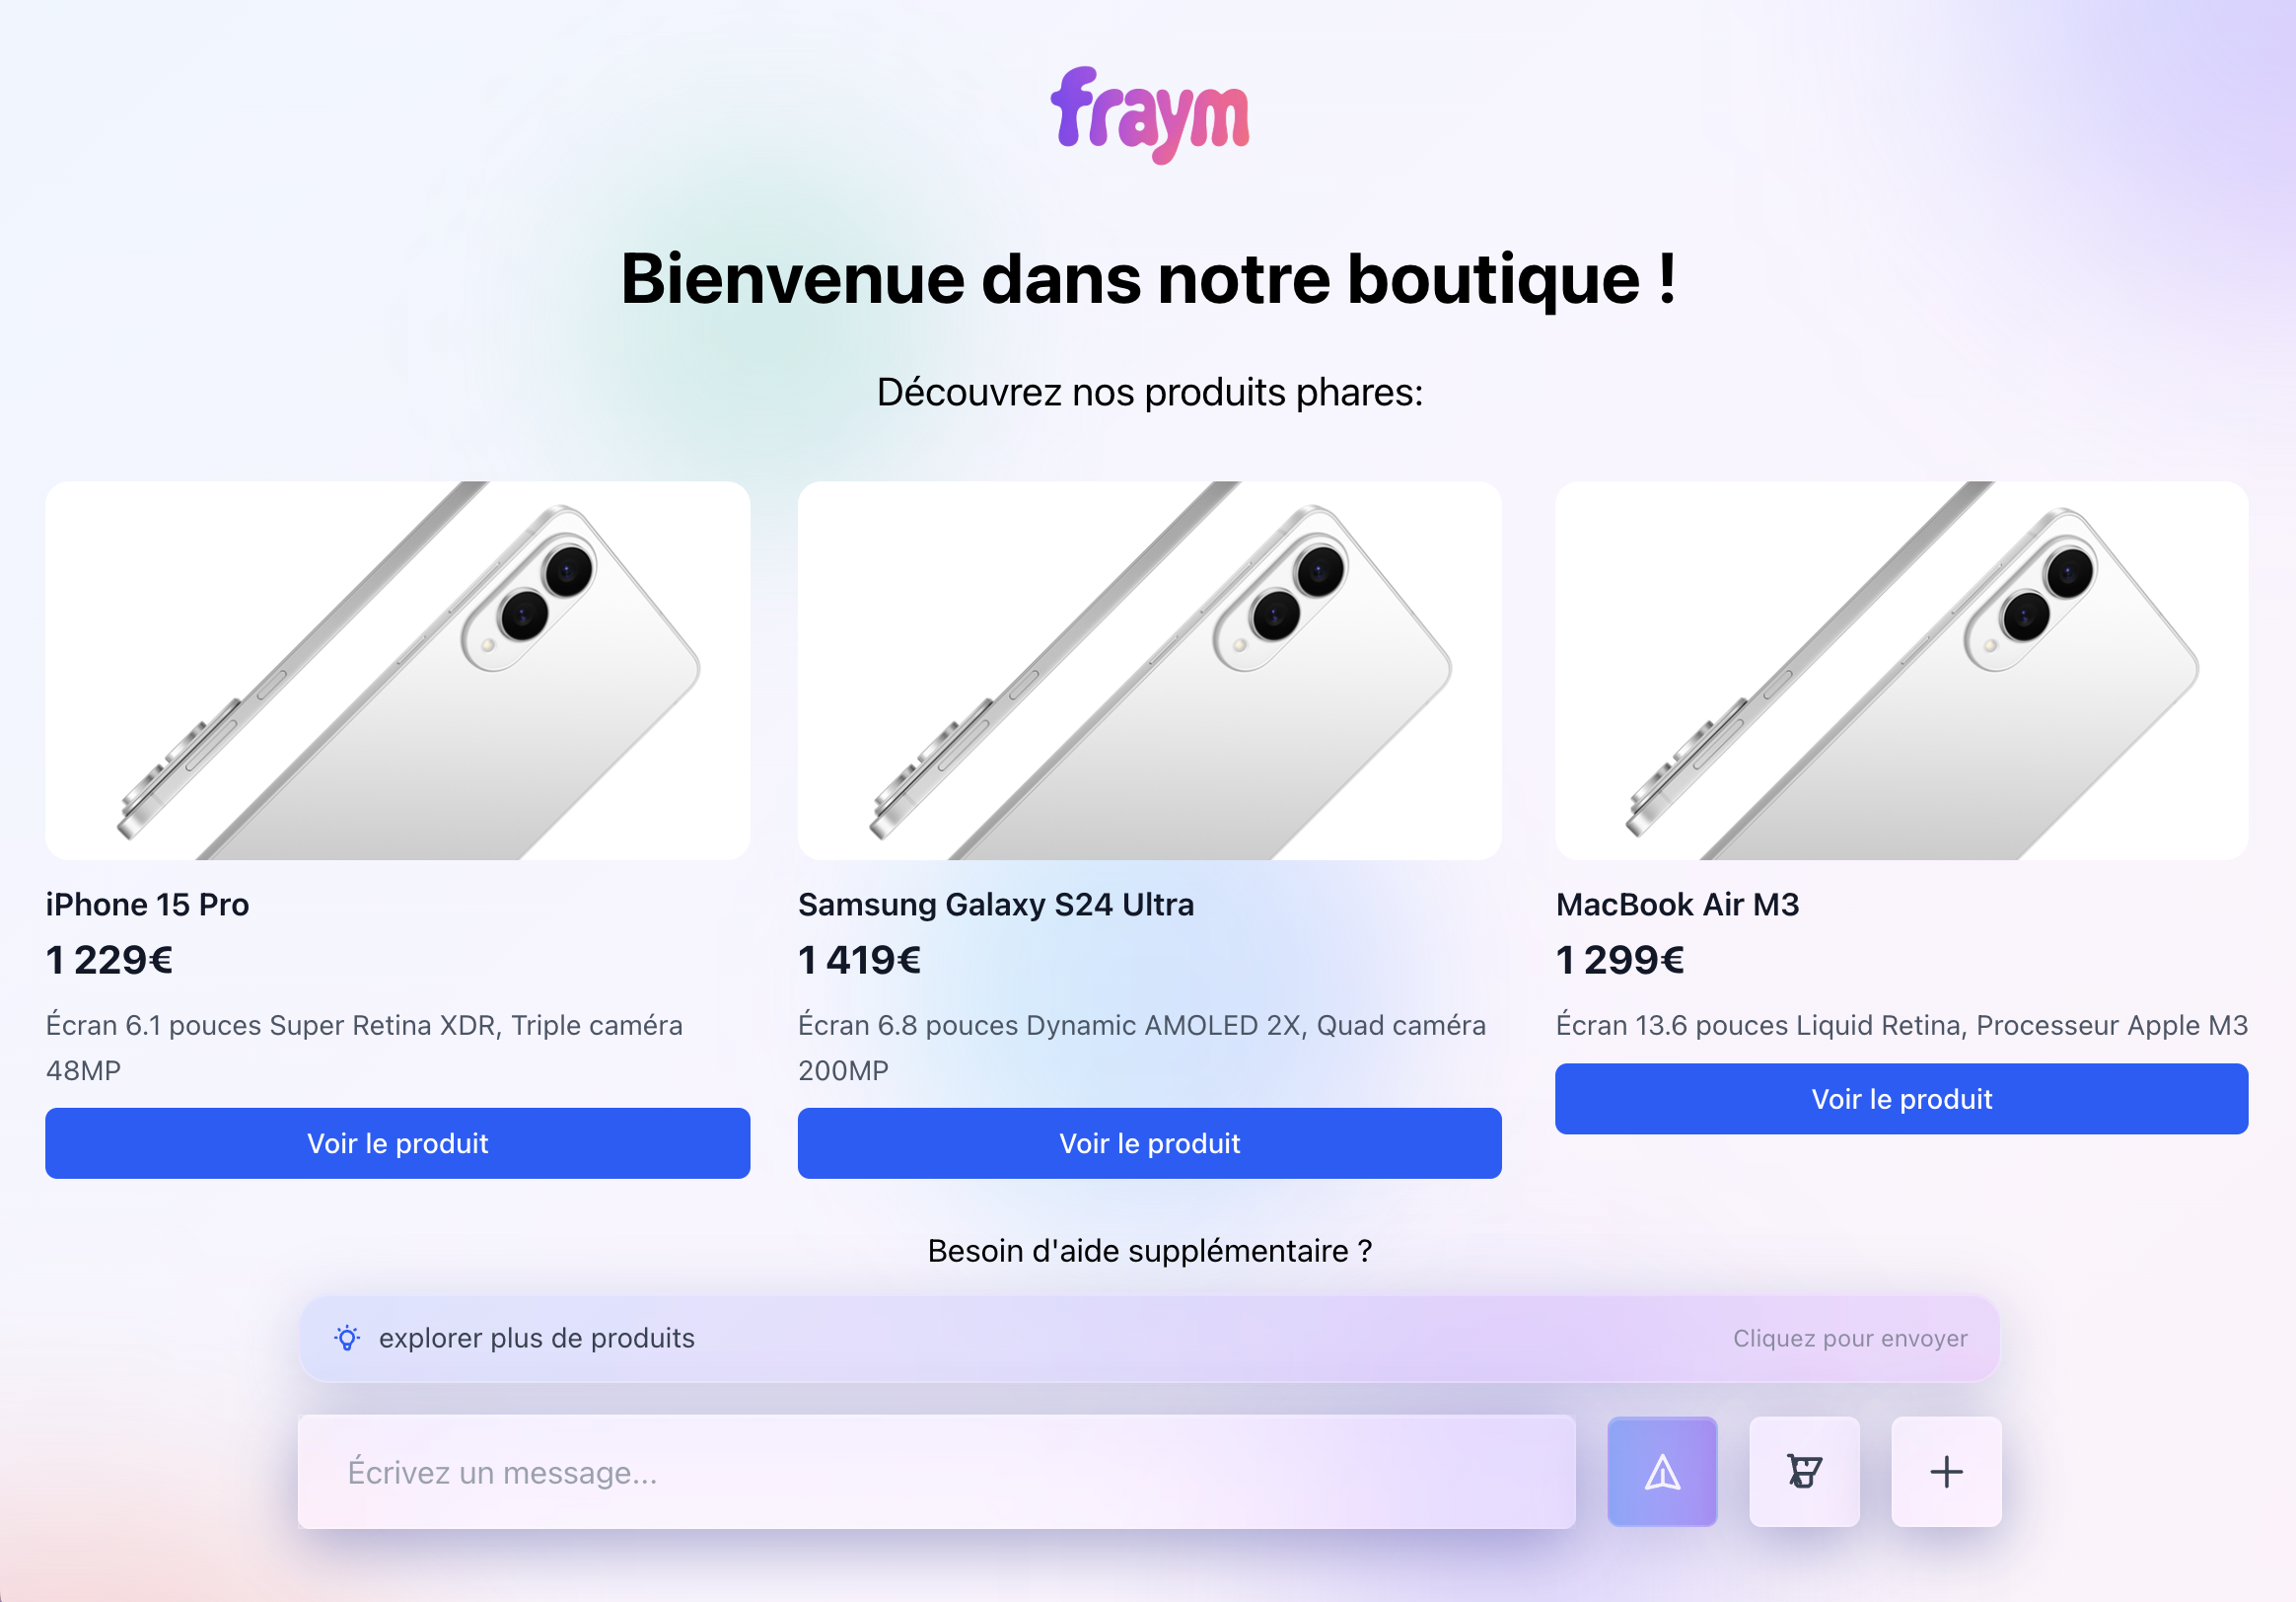 fraym
Bienvenue dans notre boutique !
Découvrez nos produits phares:
iPhone 15 Pro
1 229€
Écran 6.1 pouces Super Retina XDR, Triple caméra
48MP
Voir le produit
Samsung Galaxy S24 Ultra
1 419€
Écran 6.8 pouces Dynamic AMOLED 2X, Quad caméra
200MP
Voir le produit
MacBook Air M3
1 299€
Écran 13.6 pouces Liquid Retina, Processeur Apple M3
Voir le produit
Besoin d'aide supplémentaire ?
explorer plus de produits
Cliquez pour envoyer
Écrivez un message...